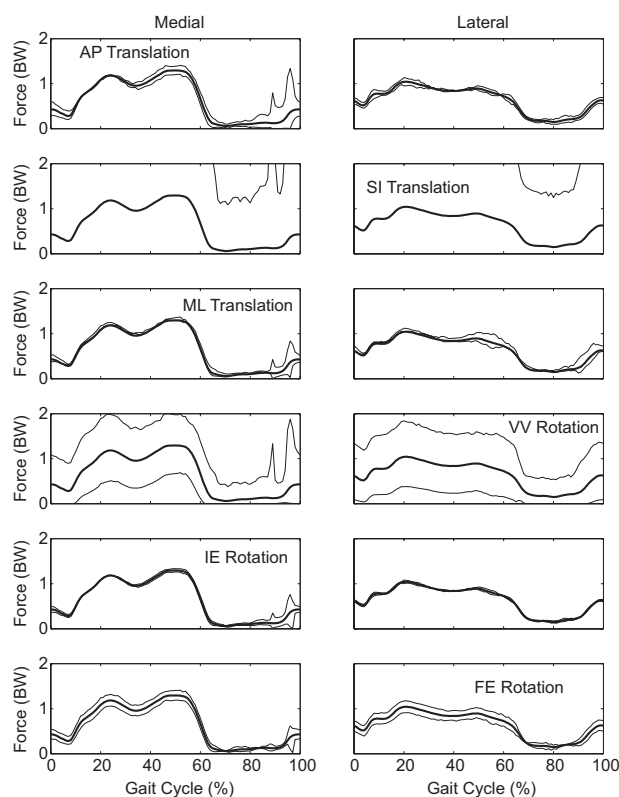 Medial Lateral
2
AP Translation
Force (BW)
1
0
2
SI Translation
Force (BW)
1
0
2
ML Translation
Force (BW)
1
0
2
VV Rotation
Force (BW)
1
0
2
IE Rotation
Force (BW)
1
0
2
FE Rotation
Force (BW)
1
0
0 20 40 60 80 100 0 20 40 60 80 100
Gait Cycle (%) Gait Cycle (%)